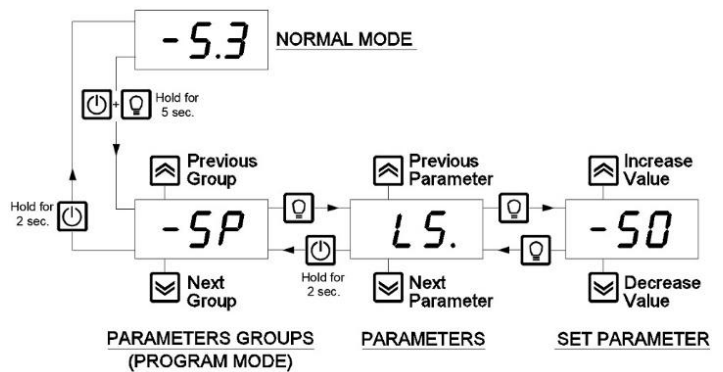 -5.3
NORMAL MODE
+
Hold for
5 sec.
Previous
Group
Previous
Parameter
Increase
Value
Hold for
2 sec.
-SP
LS.
-50
Hold for
2 sec.
Next
Group
Next
Parameter
Decrease
Value
PARAMETERS GROUPS
(PROGRAM MODE)
PARAMETERS
SET PARAMETER